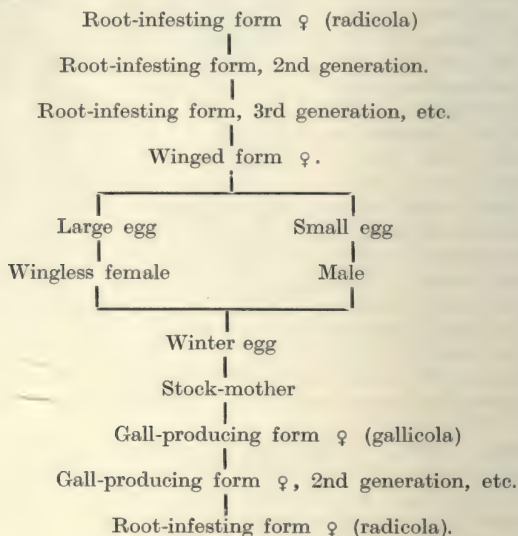 Root-infesting form ♀ (radicola)
Root-infesting form, 2nd generation.
Root-infesting form, 3rd generation, etc.
Winged form ♀.
Large egg Small egg
Wingless female Male
Winter egg
Stock-mother
Gall-producing form ♀ (gallicola)
Gall-producing form ♀, 2nd generation, etc.
Root-infesting form ♀ (radicola).